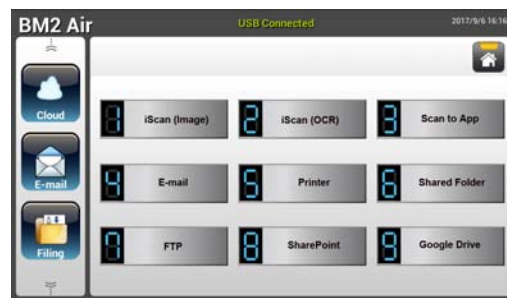 BM2 Air USB Connected 2017/9/6 16:16
Cloud
E-mail
Filing
1 iScan (Image) 2 iScan (OCR) 3 Scan to App
4 E-mail 5 Printer 6 Shared Folder
7 FTP 8 SharePoint 9 Google Drive